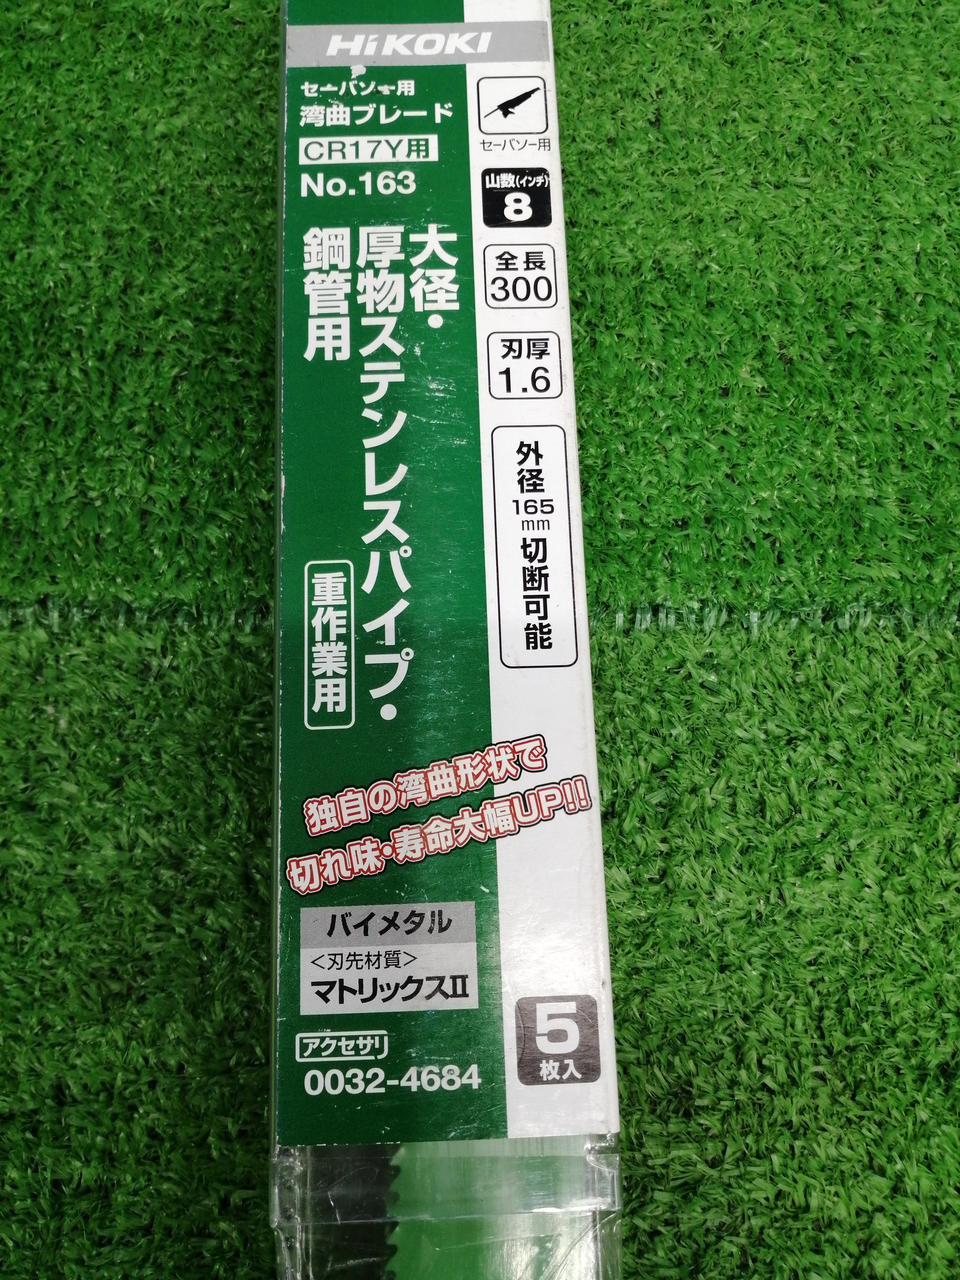 HiKOKI
セーバソー用
湾曲ブレード
CR17Y用
No.163
大径・
厚物ステンレスパイプ・
鋼管用
重作業用
セーバソー用
山数(インチ)
8
全長
300
刃厚
1.6
外径
165
mm
切断可能
独自の湾曲形状で
切れ味・寿命大幅UP!!
バイメタル
<刃先材質>
マトリックスII
アクセサリ
0032-4684
5
枚入